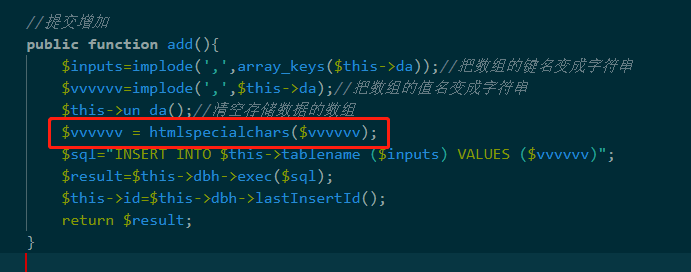 //提交增加
public function add(){
$inputs=implode(',',array_keys($this->da));//把数组的键名变成字符串
$vvvvvv=implode(',',$this->da);//把数组的值名变成字符串
$this->un_da();//清空存储数据的数组
$vvvvvv = htmlspecialchars($vvvvvv);
$sql="INSERT INTO $this->tablename ($inputs) VALUES ($vvvvvv)";
$result=$this->dbh->exec($sql);
$this->id=$this->dbh->lastInsertId();
return $result;
}